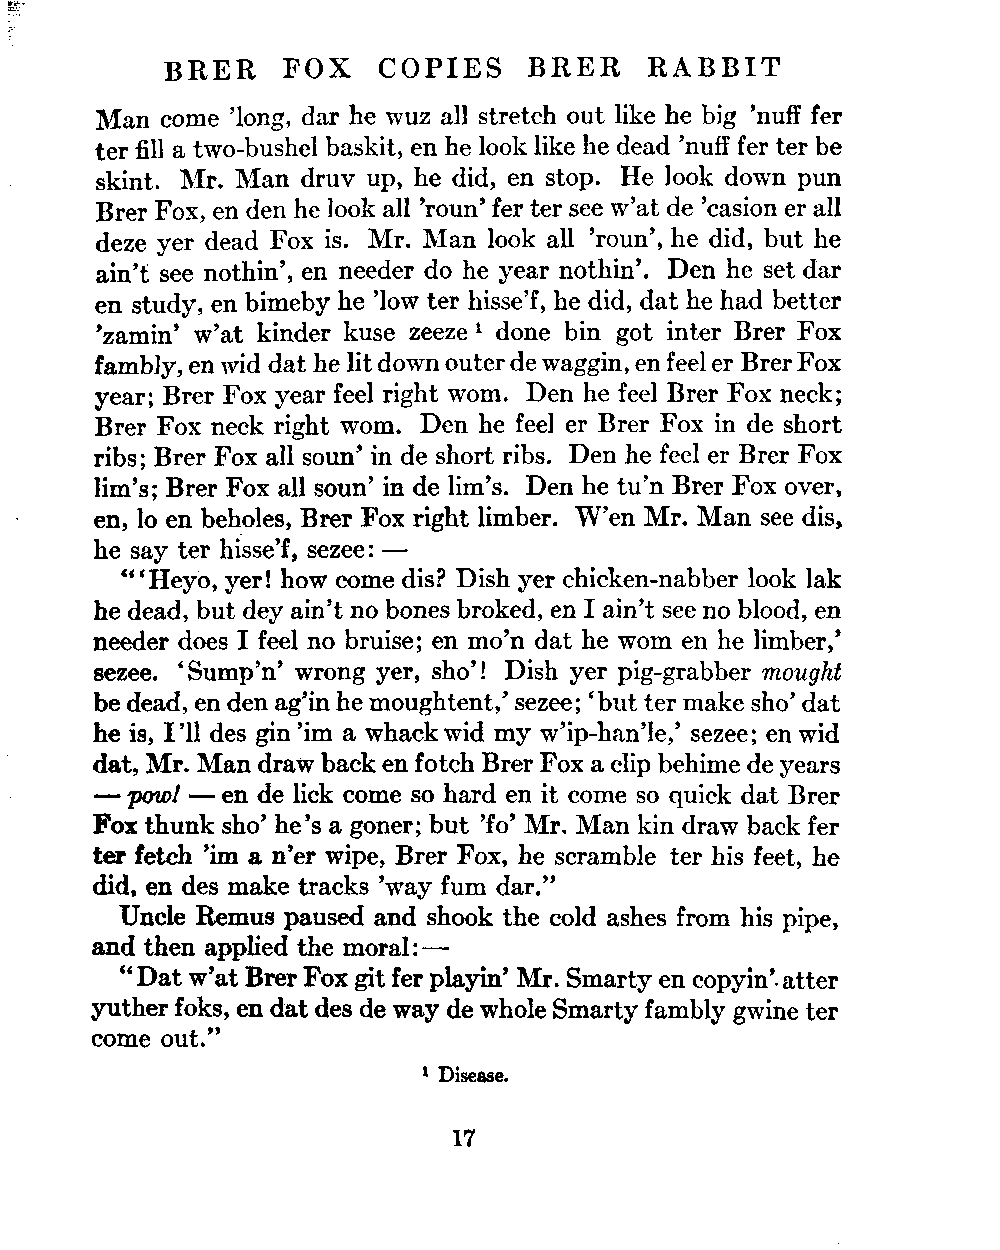 BRER FOX COPIES BRER RABBIT
Man come 'long, dar he wuz all stretch out like he big 'nuff fer
ter fill a two-bushel baskit, en he look like he dead 'nuff fer ter be
skint. Mr. Man druv up, he did, en stop. He look down pun
Brer Fox, en den he look all 'roun' fer ter see w'at de 'casion er all
deze yer dead Fox is. Mr. Man look all 'roun', he did, but he
ain't see nothin', en needer do he year nothin'. Den he set dar
en study, en bimeby he 'low ter hisse'f, he did, dat he had better
'zamin' w'at kinder kuse zeeze ¹ done bin got inter Brer Fox
fambly, en wid dat he lit down outer de waggin, en feel er Brer Fox
year; Brer Fox year feel right wom. Den he feel Brer Fox neck;
Brer Fox neck right wom. Den he feel er Brer Fox in de short
ribs; Brer Fox all soun' in de short ribs. Den he feel er Brer Fox
lim's; Brer Fox all soun' in de lim's. Den he tu'n Brer Fox over,
en, lo en beholes, Brer Fox right limber. W'en Mr. Man see dis,
he say ter hisse'f, sezee: —
"'Heyo, yer! how come dis? Dish yer chicken-nabber look lak
he dead, but dey ain't no bones broked, en I ain't see no blood, en
needer does I feel no bruise; en mo'n dat he wom en he limber,'
sezee. 'Sump'n' wrong yer, sho'! Dish yer pig-grabber mought
be dead, en den ag'in he moughtent,' sezee; 'but ter make sho' dat
he is, I'll des gin 'im a whack wid my w'ip-han'le,' sezee; en wid
dat, Mr. Man draw back en fotch Brer Fox a clip behime de years
— pow! — en de lick come so hard en it come so quick dat Brer
Fox thunk sho' he's a goner; but 'fo' Mr. Man kin draw back fer
ter fetch 'im a n'er wipe, Brer Fox, he scramble ter his feet, he
did, en des make tracks 'way fum dar."
Uncle Remus paused and shook the cold ashes from his pipe,
and then applied the moral:—
"Dat w'at Brer Fox git fer playin' Mr. Smarty en copyin' atter
yuther foks, en dat des de way de whole Smarty fambly gwine ter
come out."
¹ Disease.
17